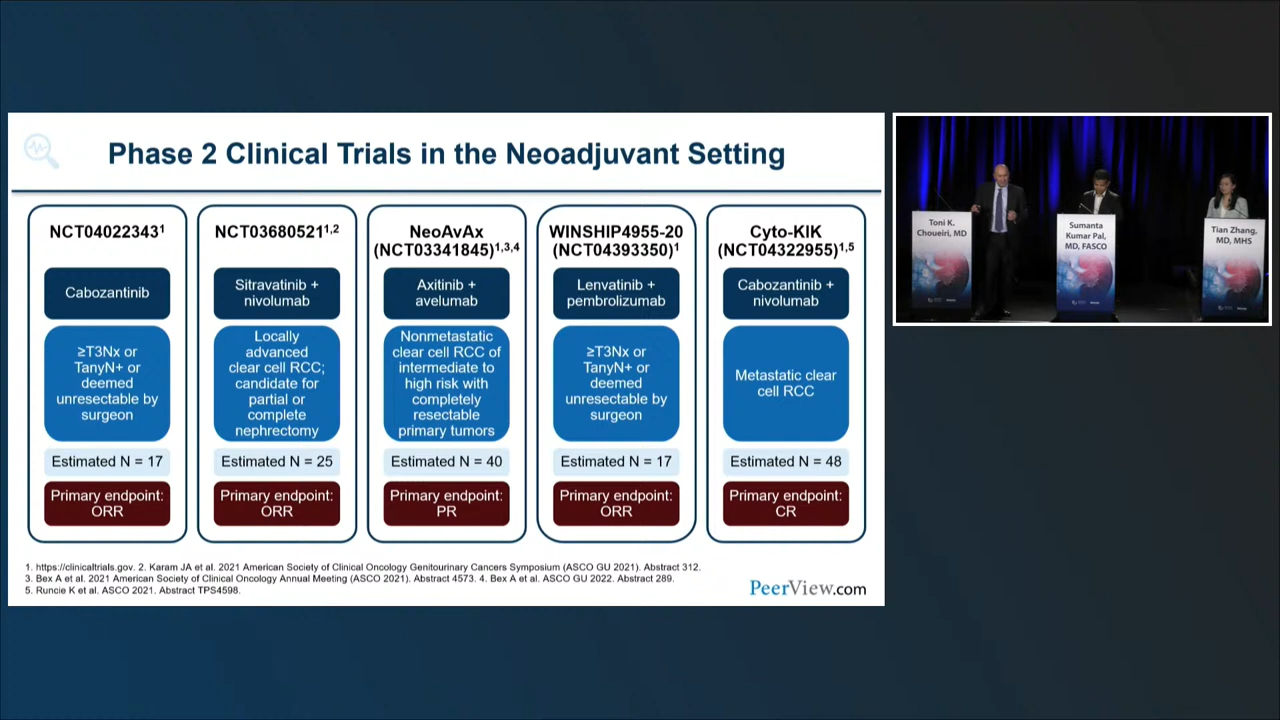 Phase 2 Clinical Trials in the Neoadjuvant Setting
NCT04022343¹
Cabozantinib
≥T3Nx or
TanyN+ or
deemed
unresectable by
surgeon
Estimated N = 17
Primary endpoint:
ORR
NCT03680521¹,²
Sitravatinib +
nivolumab
Locally
advanced
clear cell RCC;
candidate for
partial or
complete
nephrectomy
Estimated N = 25
Primary endpoint:
ORR
NeoAvAx
(NCT03341845)¹,³,⁴
Axitinib +
avelumab
Nonmetastatic
clear cell RCC of
intermediate to
high risk with
completely
resectable
primary tumors
Estimated N = 40
Primary endpoint:
PR
WINSHIP4955-20
(NCT04393350)¹
Lenvatinib +
pembrolizumab
≥T3Nx or
TanyN+ or
deemed
unresectable by
surgeon
Estimated N = 17
Primary endpoint:
ORR
Cyto-KIK
(NCT04322955)¹,⁵
Cabozantinib +
nivolumab
Metastatic clear
cell RCC
Estimated N = 48
Primary endpoint:
CR
1. https://clinicaltrials.gov. 2. Karam JA et al. 2021 American Society of Clinical Oncology Genitourinary Cancers Symposium (ASCO GU 2021). Abstract 312.
3. Bex A et al. 2021 American Society of Clinical Oncology Annual Meeting (ASCO 2021). Abstract 4573. 4. Bex A et al. ASCO GU 2022. Abstract 289.
5. Runcie K et al. ASCO 2021. Abstract TPS4598.
PeerView.com
Toni K.
Choueiri, MD
Sumanta
Kumar Pal,
MD, FASCO
Tian Zhang,
MD, MHS